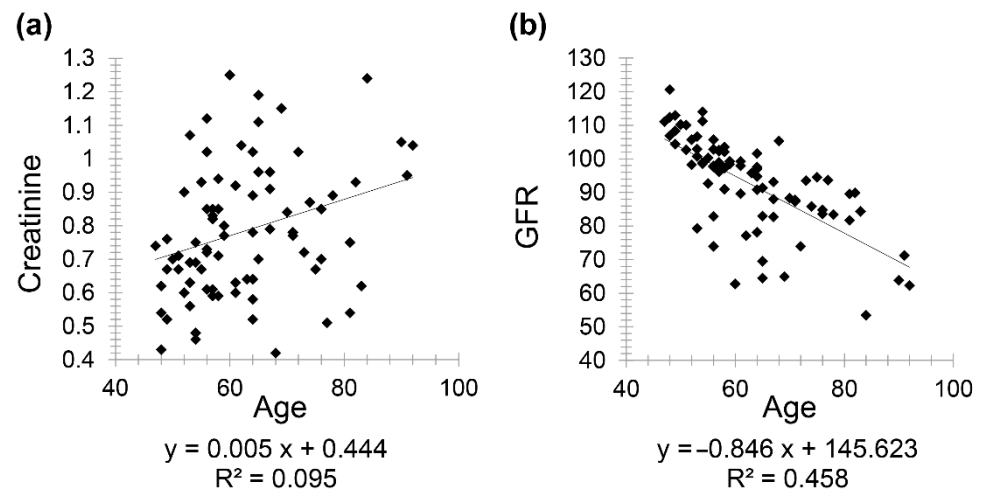 (a)
Creatinine
1.3
1.2
1.1
1
0.9
0.8
0.7
0.6
0.5
0.4
40
60
80
100
Age
y = 0.005 x + 0.444
R² = 0.095
(b)
GFR
130
120
110
100
90
80
70
60
50
40
40
60
80
100
Age
y =–0.846 x + 145.623
R² = 0.458